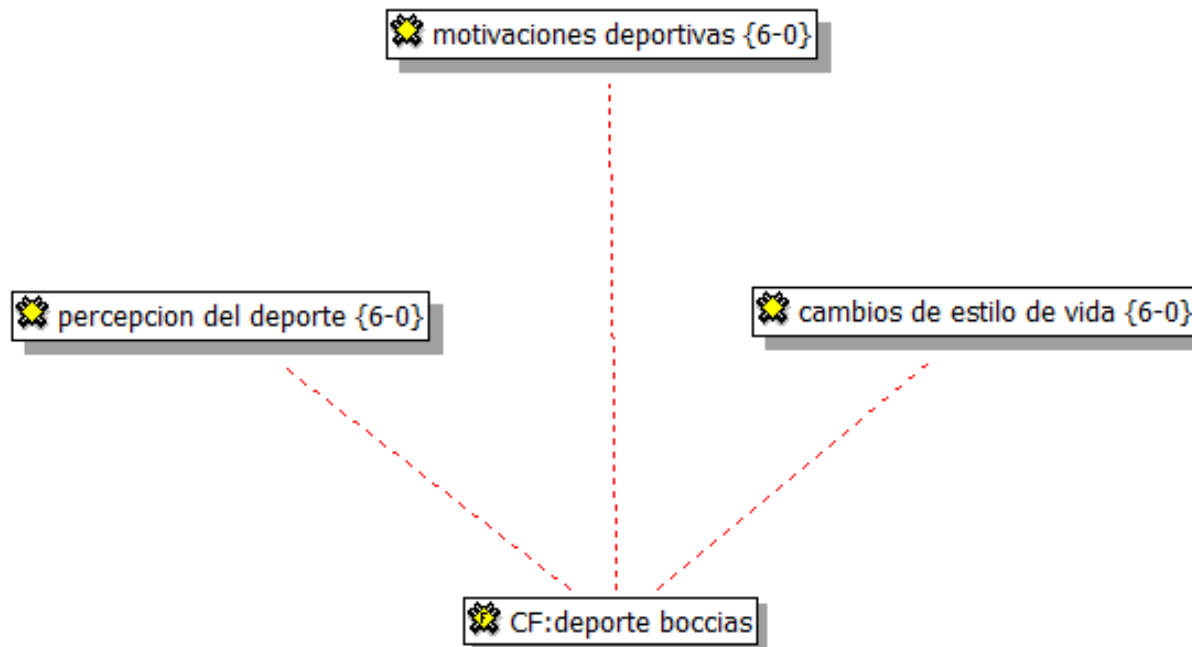 motivaciones deportivas {6-0}
percepcion del deporte {6-0}
cambios de estilo de vida {6-0}
CF:deporte boccias